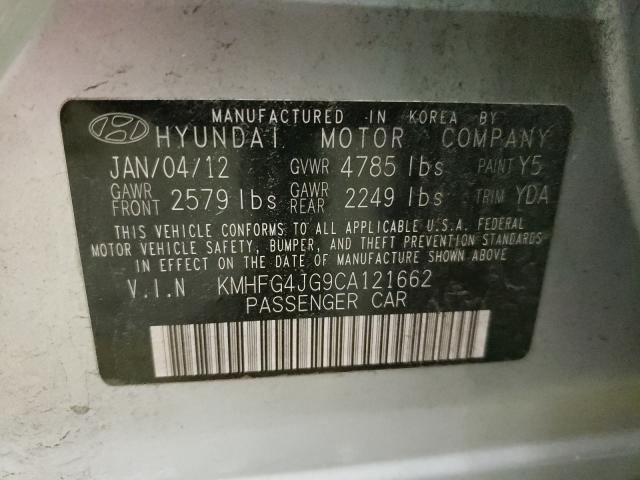 MANUFACTURED IN KOREA BY
HYUNDAI MOTOR COMPANY
JAN/04/12 GVWR 4785 lbs PAINT Y5
GAWR FRONT 2579 lbs GAWR REAR 2249 lbs TRIM YDA
THIS VEHICLE CONFORMS TO ALL APPLICABLE U.S.A. FEDERAL
MOTOR VEHICLE SAFETY, BUMPER, AND THEFT PREVENTION STANDARDS
IN EFFECT ON THE DATE OF MANUFACTURE SHOWN ABOVE
V.I.N KMHFG4JG9CA121662
PASSENGER CAR